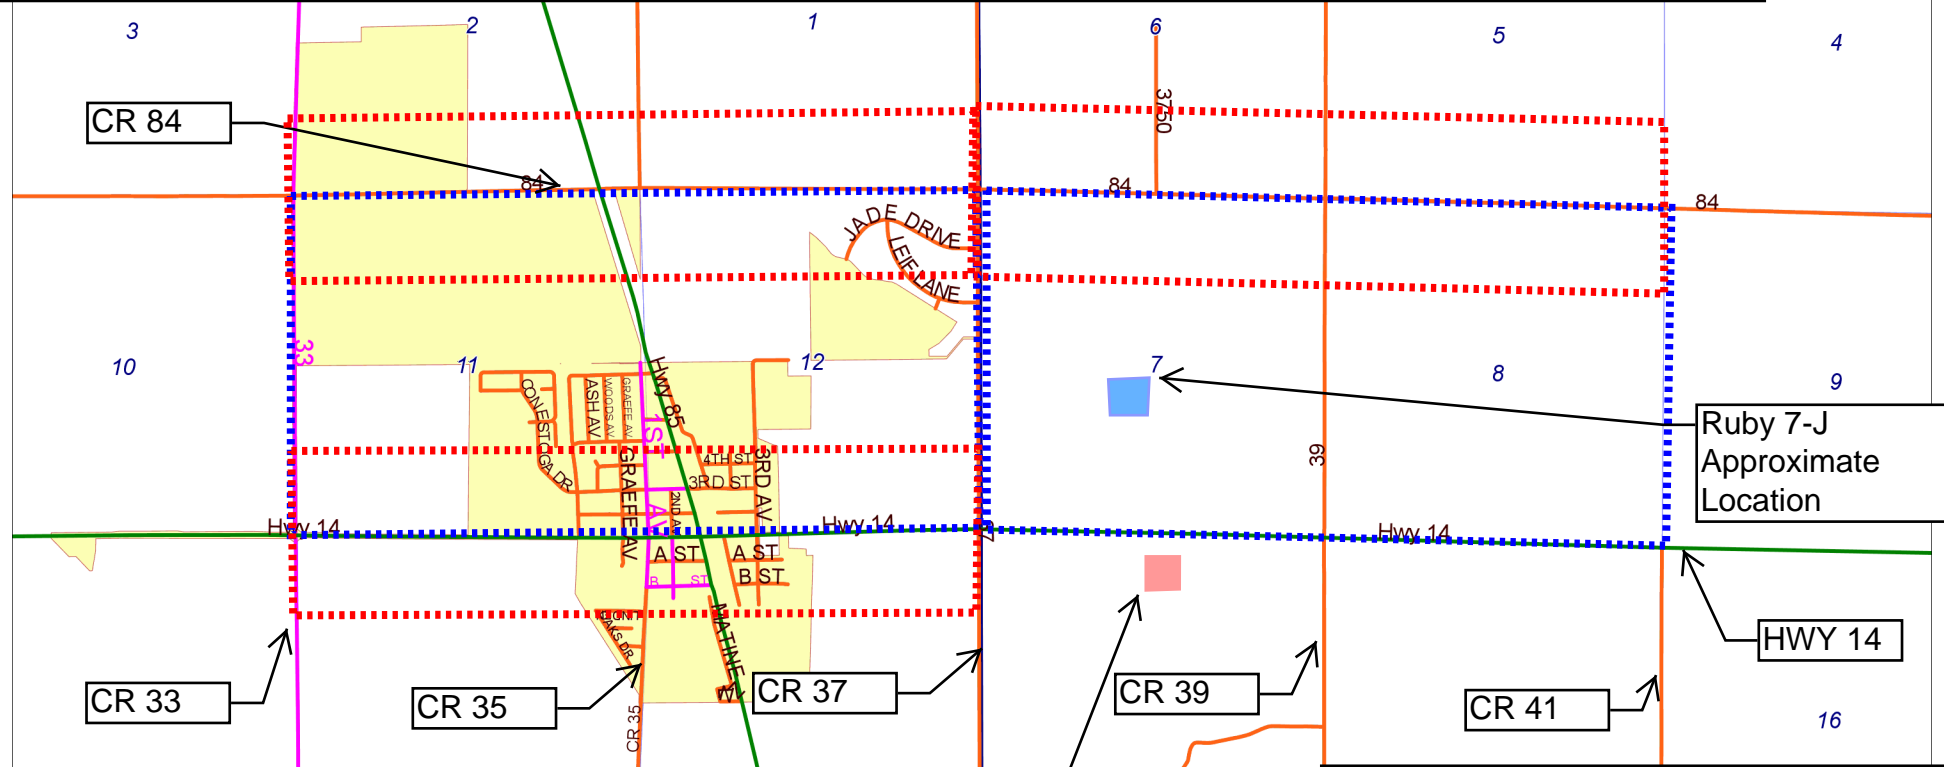 3
2
1
6
5
4
CR 84
3750
84
84
84
JADE DRIVE
LEIF LANE
33
10
11
12
7
8
9
Hwy 85
CONESTOGA DR
ASH AV
WOODS AV
GRAEFE AV
1ST AV
GRAEFE AV
4TH ST
3RD ST
3RD AV
2ND AV
39
Ruby 7-J
Approximate
Location
Hwy 14
Hwy 14
Hwy 14
A ST
A ST
B ST
B ST
OAKS DR
MATINEE
HWY 14
CR 33
CR 35
CR 35
CR 37
CR 39
CR 41
16